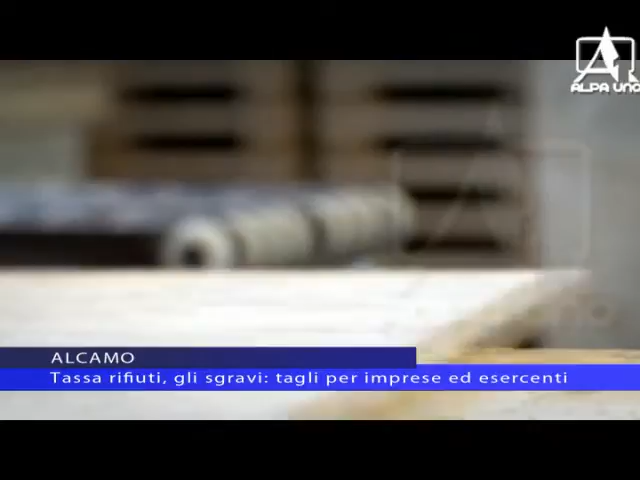 ALPA UNO
ALCAMO
Tassa rifiuti, gli sgravi: tagli per imprese ed esercenti